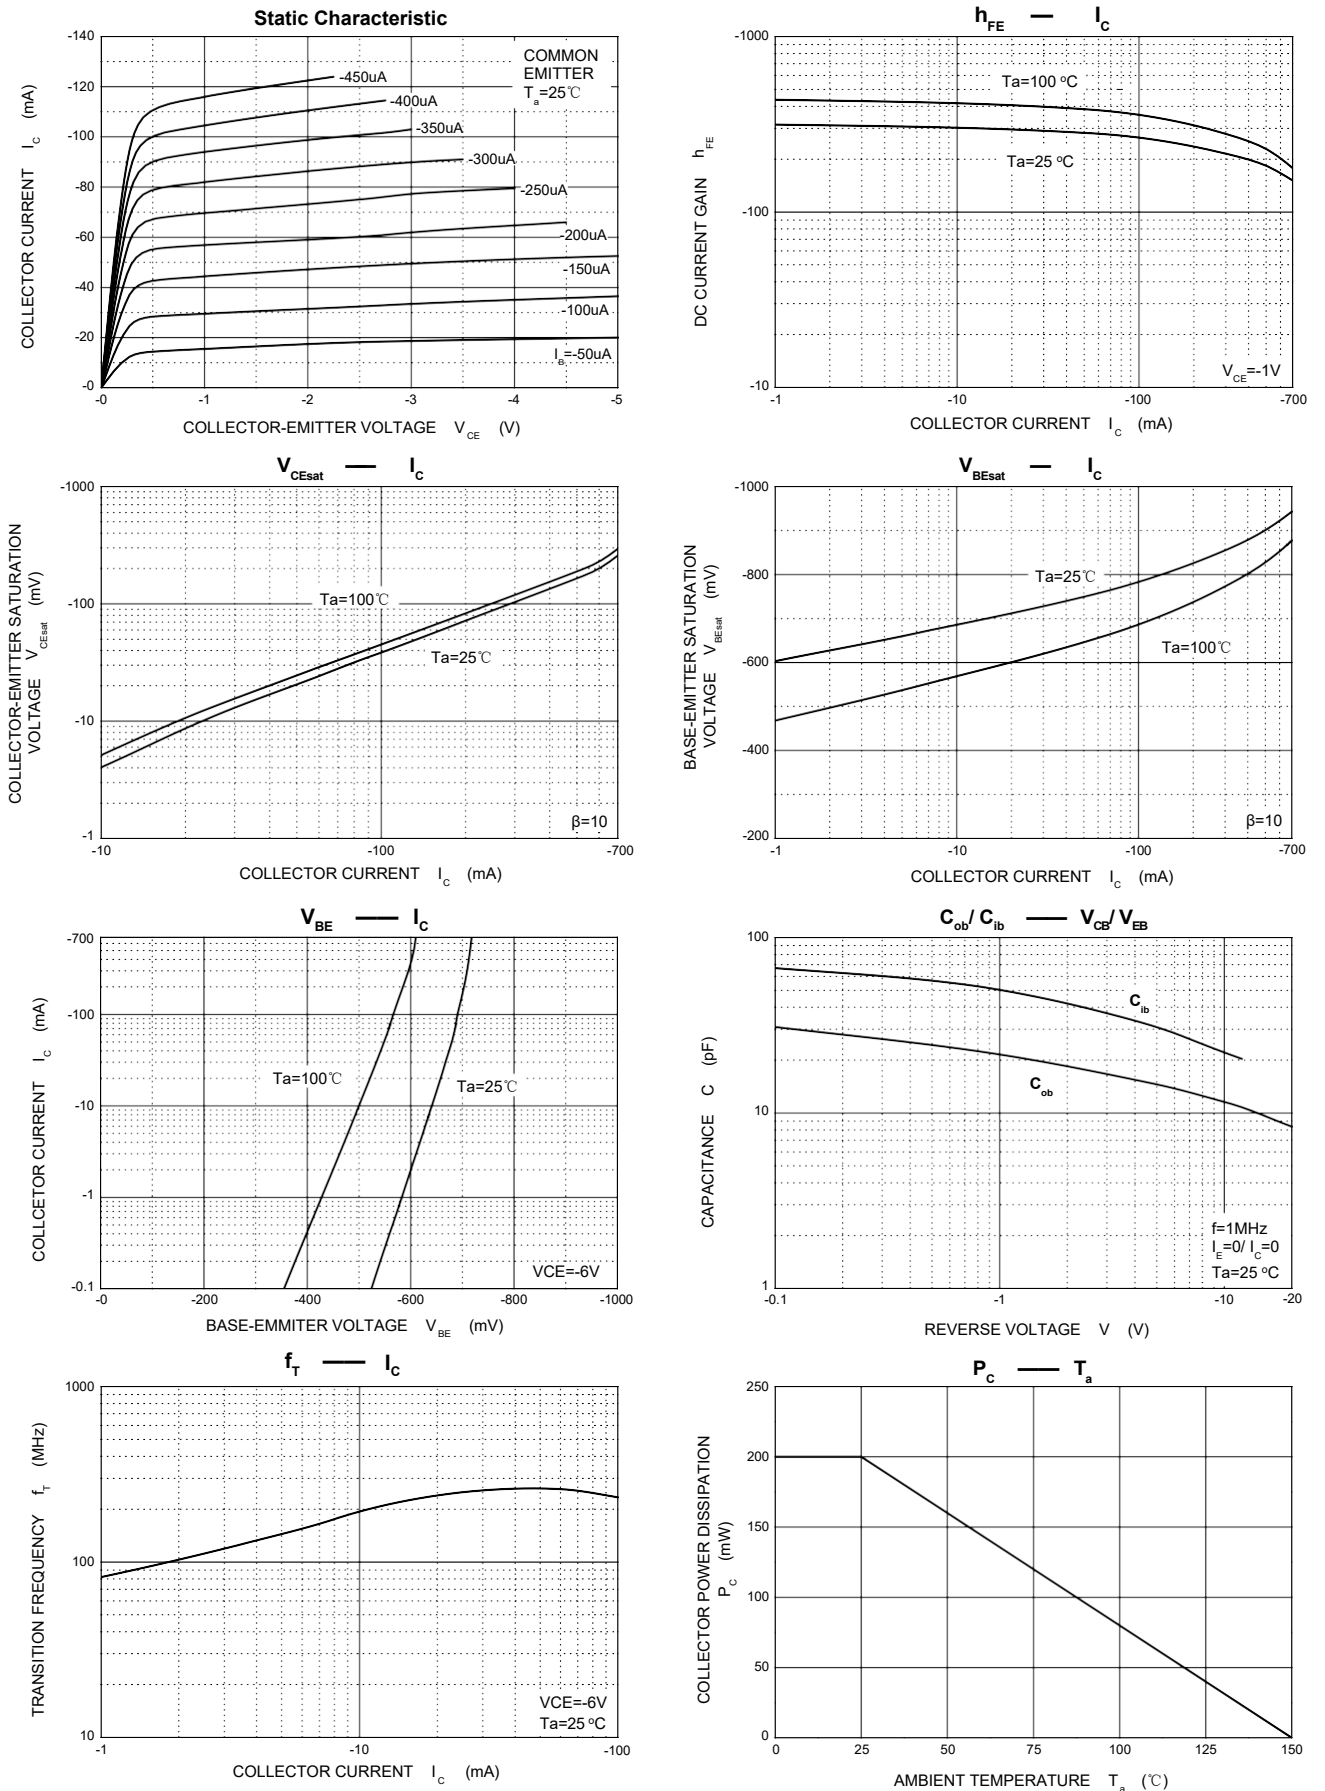 Static Characteristic
COLLECTOR CURRENT I_C (mA)
-140
-120
-100
-80
-60
-40
-20
-0
COMMON
EMITTER
T_a=25℃
-450uA
-400uA
-350uA
-300uA
-250uA
-200uA
-150uA
-100uA
I_B=-50uA
-0 -1 -2 -3 -4 -5
COLLECTOR-EMITTER VOLTAGE V_CE (V)
h_FE — I_C
DC CURRENT GAIN h_FE
-1000
-100
-10
Ta=100 ºC
Ta=25 ºC
V_CE=-1V
-1 -10 -100 -700
COLLECTOR CURRENT I_C (mA)
V_CEsat — I_C
COLLECTOR-EMITTER SATURATION
VOLTAGE V_CEsat (mV)
-1000
-100
-10
-1
Ta=100℃
Ta=25℃
β=10
-10 -100 -700
COLLECTOR CURRENT I_C (mA)
V_BEsat — I_C
BASE-EMITTER SATURATION
VOLTAGE V_BEsat (mV)
-1000
-800
-600
-400
-200
Ta=25℃
Ta=100℃
β=10
-1 -10 -100 -700
COLLECTOR CURRENT I_C (mA)
V_BE — I_C
COLLCETOR CURRENT I_C (mA)
-700
-100
-10
-1
-0.1
Ta=100℃
Ta=25℃
VCE=-6V
-0 -200 -400 -600 -800 -1000
BASE-EMMITER VOLTAGE V_BE (mV)
C_ob/ C_ib — V_CB/ V_EB
CAPACITANCE C (pF)
100
10
1
C_ib
C_ob
f=1MHz
I_E=0/ I_C=0
Ta=25 ºC
-0.1 -1 -10 -20
REVERSE VOLTAGE V (V)
f_T — I_C
TRANSITION FREQUENCY f_T (MHz)
1000
100
10
VCE=-6V
Ta=25 ºC
-1 -10 -100
COLLECTOR CURRENT I_C (mA)
P_C — T_a
COLLECTOR POWER DISSIPATION
P_C (mW)
250
200
150
100
50
0
0 25 50 75 100 125 150
AMBIENT TEMPERATURE T_a (℃)